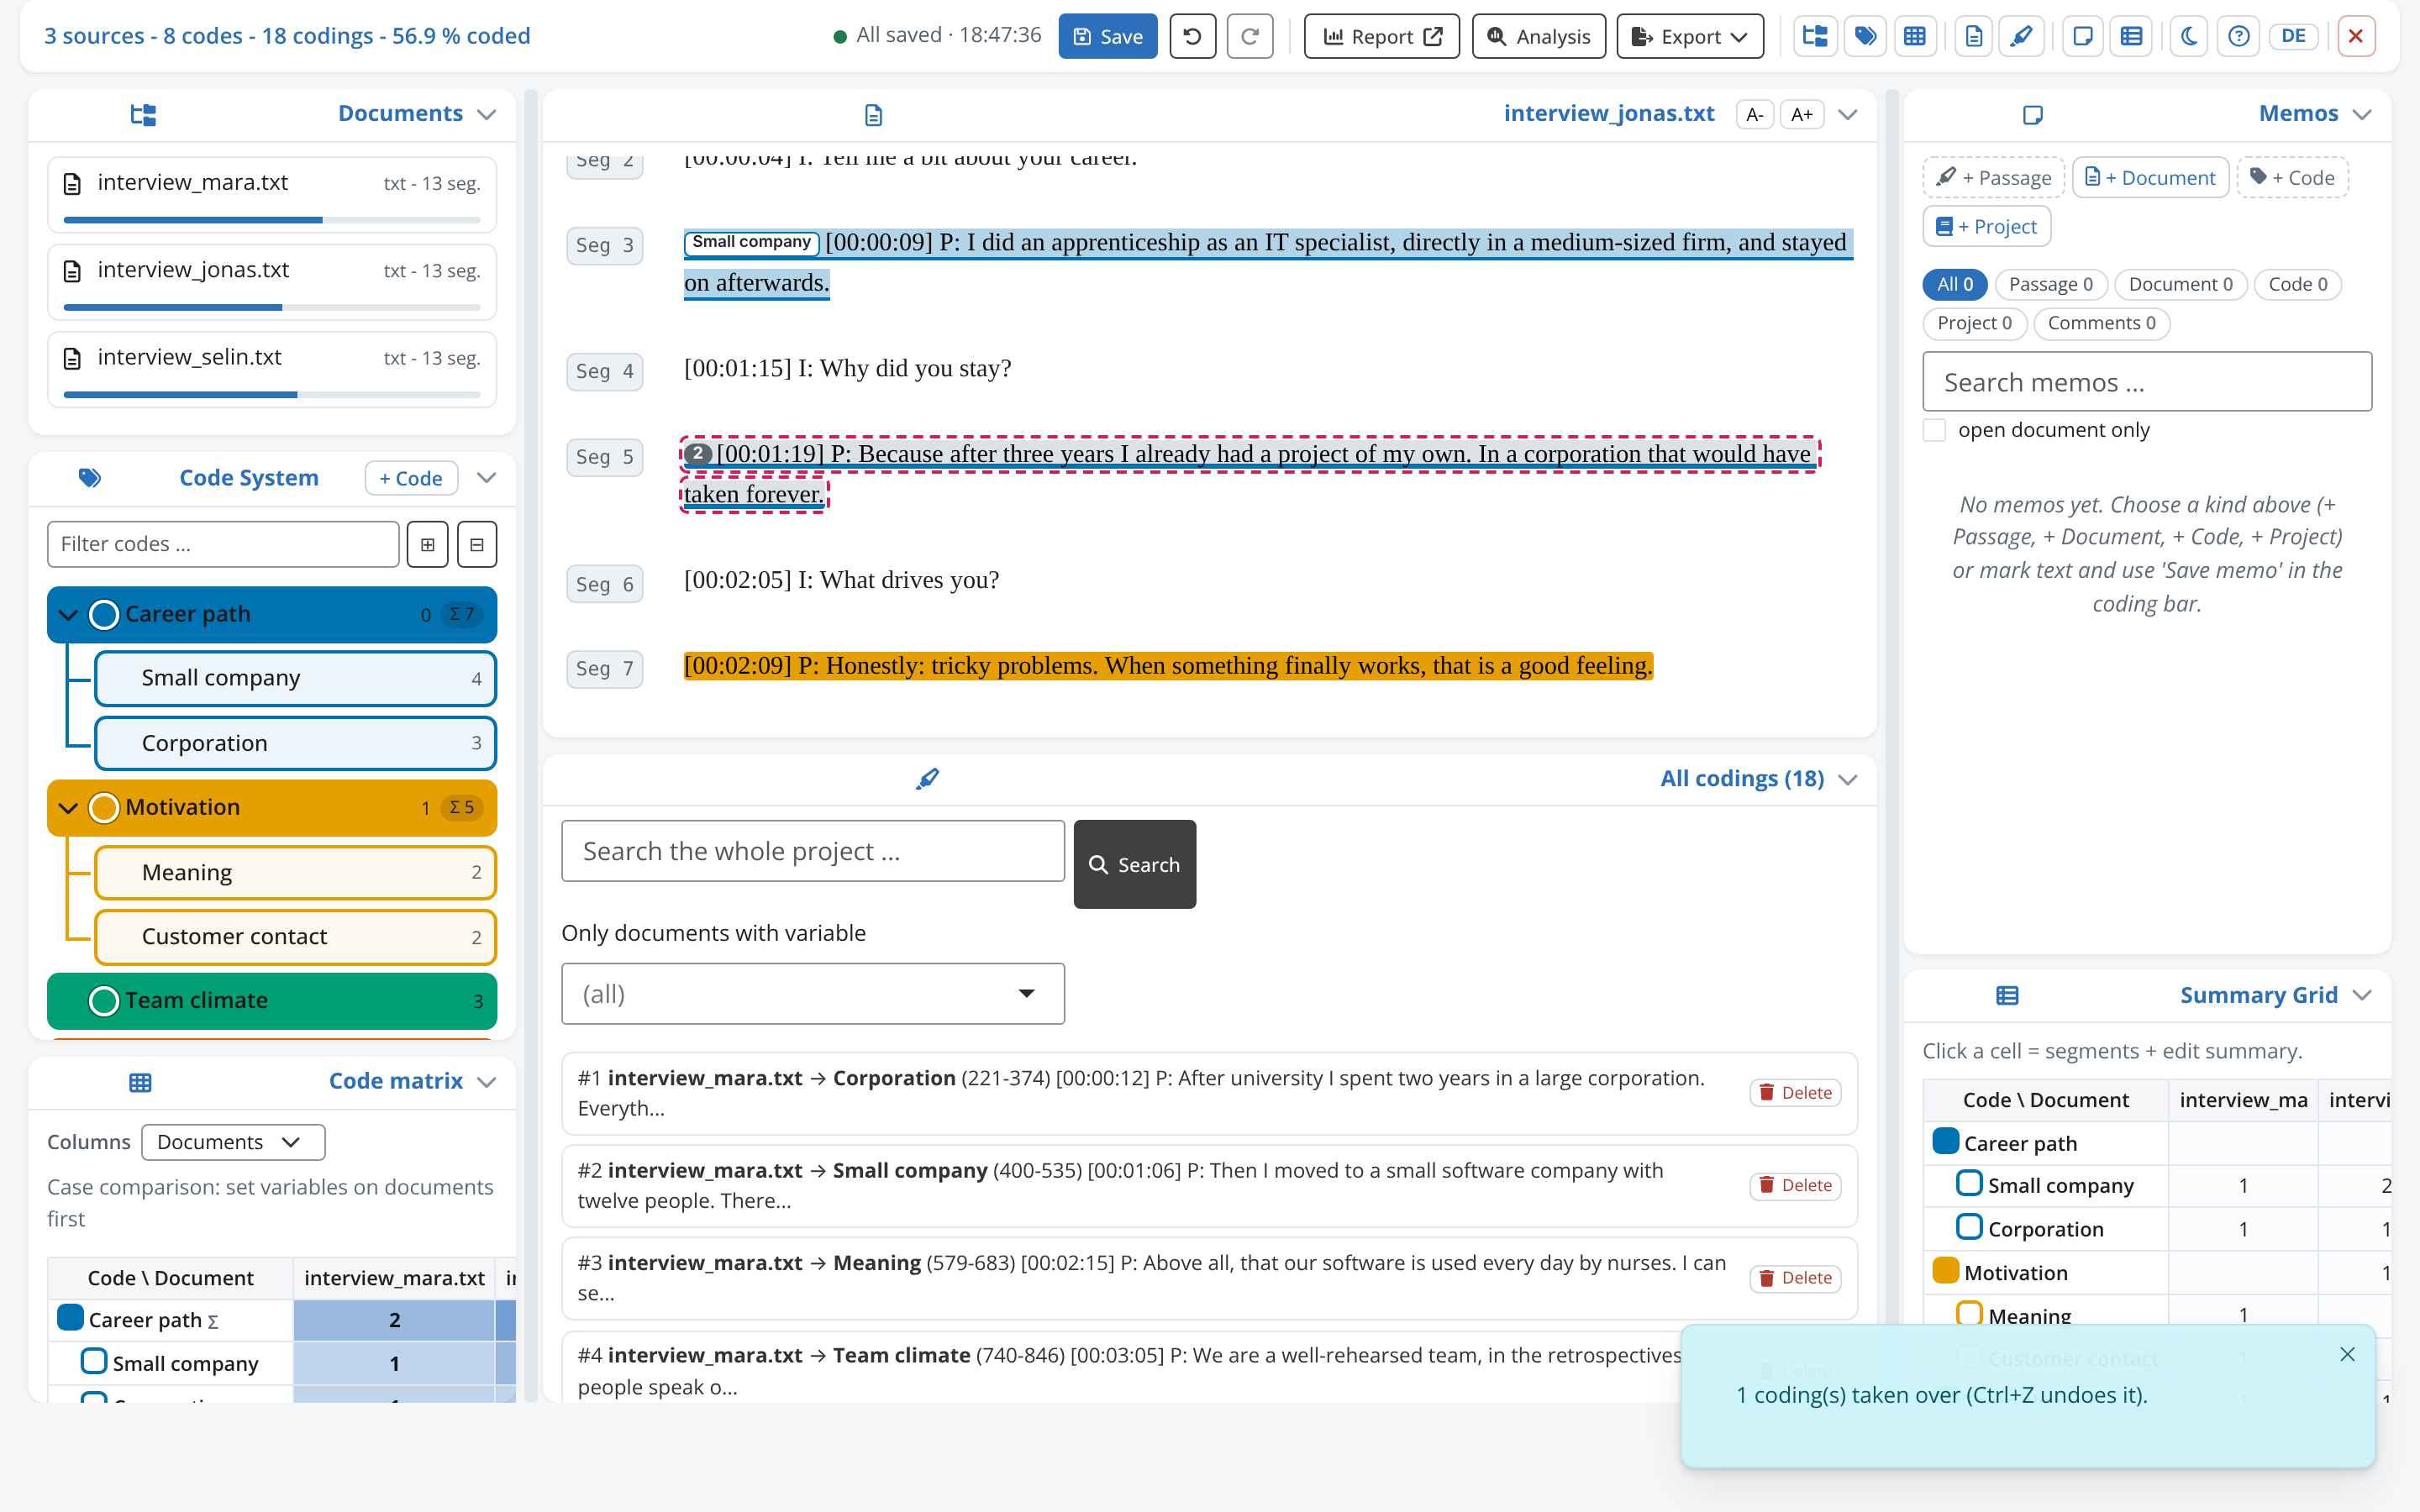 3 sources - 8 codes - 18 codings - 56.9 % coded
All saved · 18:47:36
Save
Report
Analysis
Export
DE
Documents
interview_mara.txt
txt - 13 seg.
interview_jonas.txt
txt - 13 seg.
interview_selin.txt
txt - 13 seg.
Code System
+ Code
Filter codes ...
Career path 0 Σ 7
Small company 4
Corporation 3
Motivation 1 Σ 5
Meaning 2
Customer contact 2
Team climate 3
Code matrix
Columns Documents
Case comparison: set variables on documents
first
Code \ Document interview_mara.txt
Career path Σ 2
Small company 1
interview_jonas.txt A- A+
Seg 2 [00:00:04] I: Tell me a bit about your career.
Seg 3 Small company [00:00:09] P: I did an apprenticeship as an IT specialist, directly in a medium-sized firm, and stayed
on afterwards.
Seg 4 [00:01:15] I: Why did you stay?
Seg 5 2 [00:01:19] P: Because after three years I already had a project of my own. In a corporation that would have
taken forever.
Seg 6 [00:02:05] I: What drives you?
Seg 7 [00:02:09] P: Honestly: tricky problems. When something finally works, that is a good feeling.
All codings (18)
Search the whole project ...
Search
Only documents with variable
(all)
#1 interview_mara.txt → Corporation (221-374) [00:00:12] P: After university I spent two years in a large corporation.
Everyth...
Delete
#2 interview_mara.txt → Small company (400-535) [00:01:06] P: Then I moved to a small software company with
twelve people. There...
Delete
#3 interview_mara.txt → Meaning (579-683) [00:02:15] P: Above all, that our software is used every day by nurses. I can
se...
Delete
#4 interview_mara.txt → Team climate (740-846) [00:03:05] P: We are a well-rehearsed team, in the retrospectives
people speak o...
Delete
Memos
+ Passage
+ Document
+ Code
+ Project
All 0
Passage 0
Document 0
Code 0
Project 0
Comments 0
Search memos ...
open document only
No memos yet. Choose a kind above (+
Passage, + Document, + Code, + Project)
or mark text and use 'Save memo' in the
coding bar.
Summary Grid
Click a cell = segments + edit summary.
Code \ Document interview_ma intervi
Career path
Small company 1 2
Corporation 1 1
Motivation 1
Meaning 1
Customer contact 1
1 coding(s) taken over (Ctrl+Z undoes it).